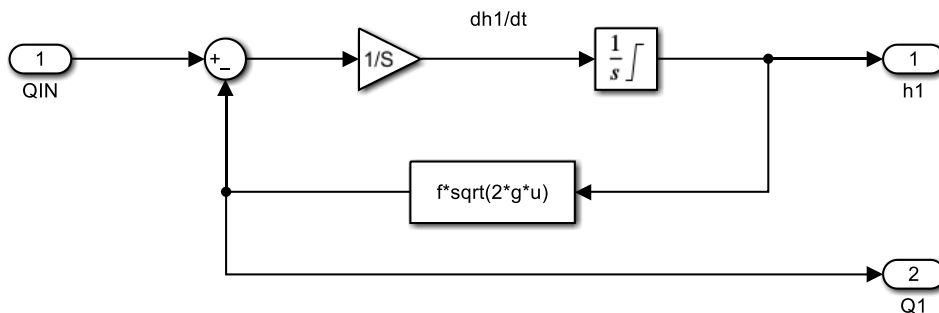 dh1/dt
1
+
−
1/S
1
s
1
QIN
h1
f*sqrt(2*g*u)
2
Q1